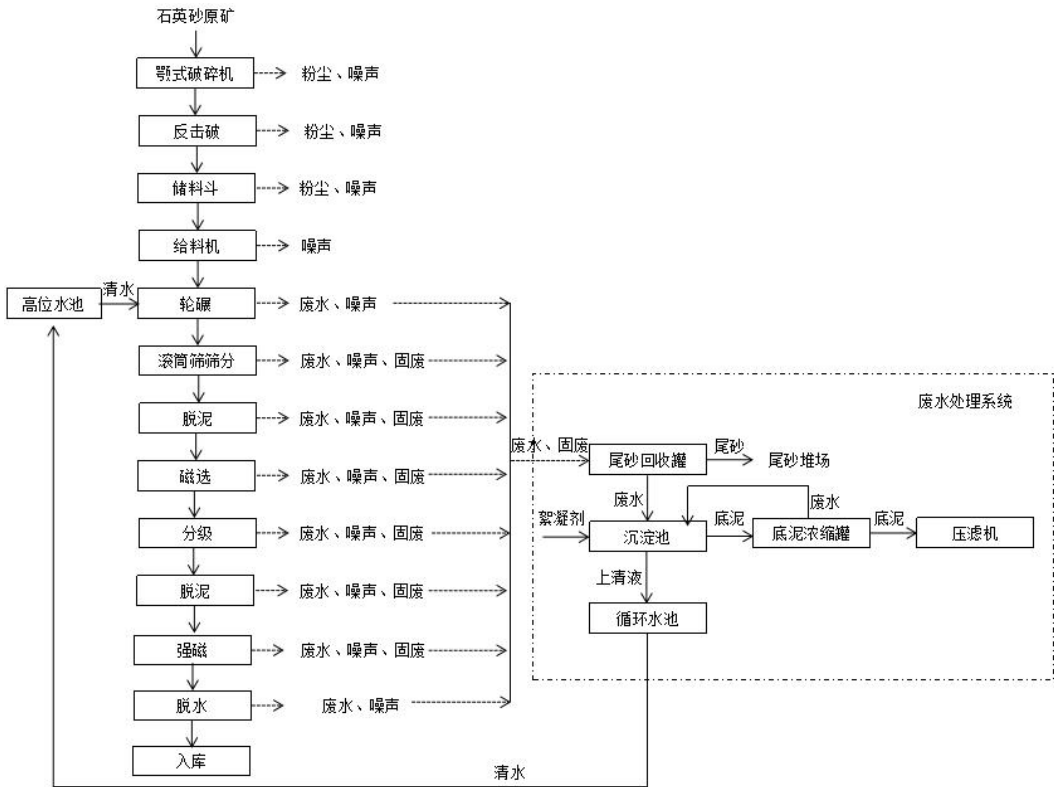 石英砂原矿
颚式破碎机
粉尘、噪声
反击破
粉尘、噪声
储料斗
粉尘、噪声
给料机
噪声
高位水池
清水
轮碾
废水、噪声
滚筒筛筛分
废水、噪声、固废
脱泥
废水、噪声、固废
磁选
废水、噪声、固废
分级
废水、噪声、固废
脱泥
废水、噪声、固废
强磁
废水、噪声、固废
脱水
废水、噪声
入库
废水、固废
废水处理系统
尾砂回收罐
尾砂
尾砂堆场
废水
废水
絮凝剂
沉淀池
底泥
底泥浓缩罐
底泥
压滤机
上清液
循环水池
清水